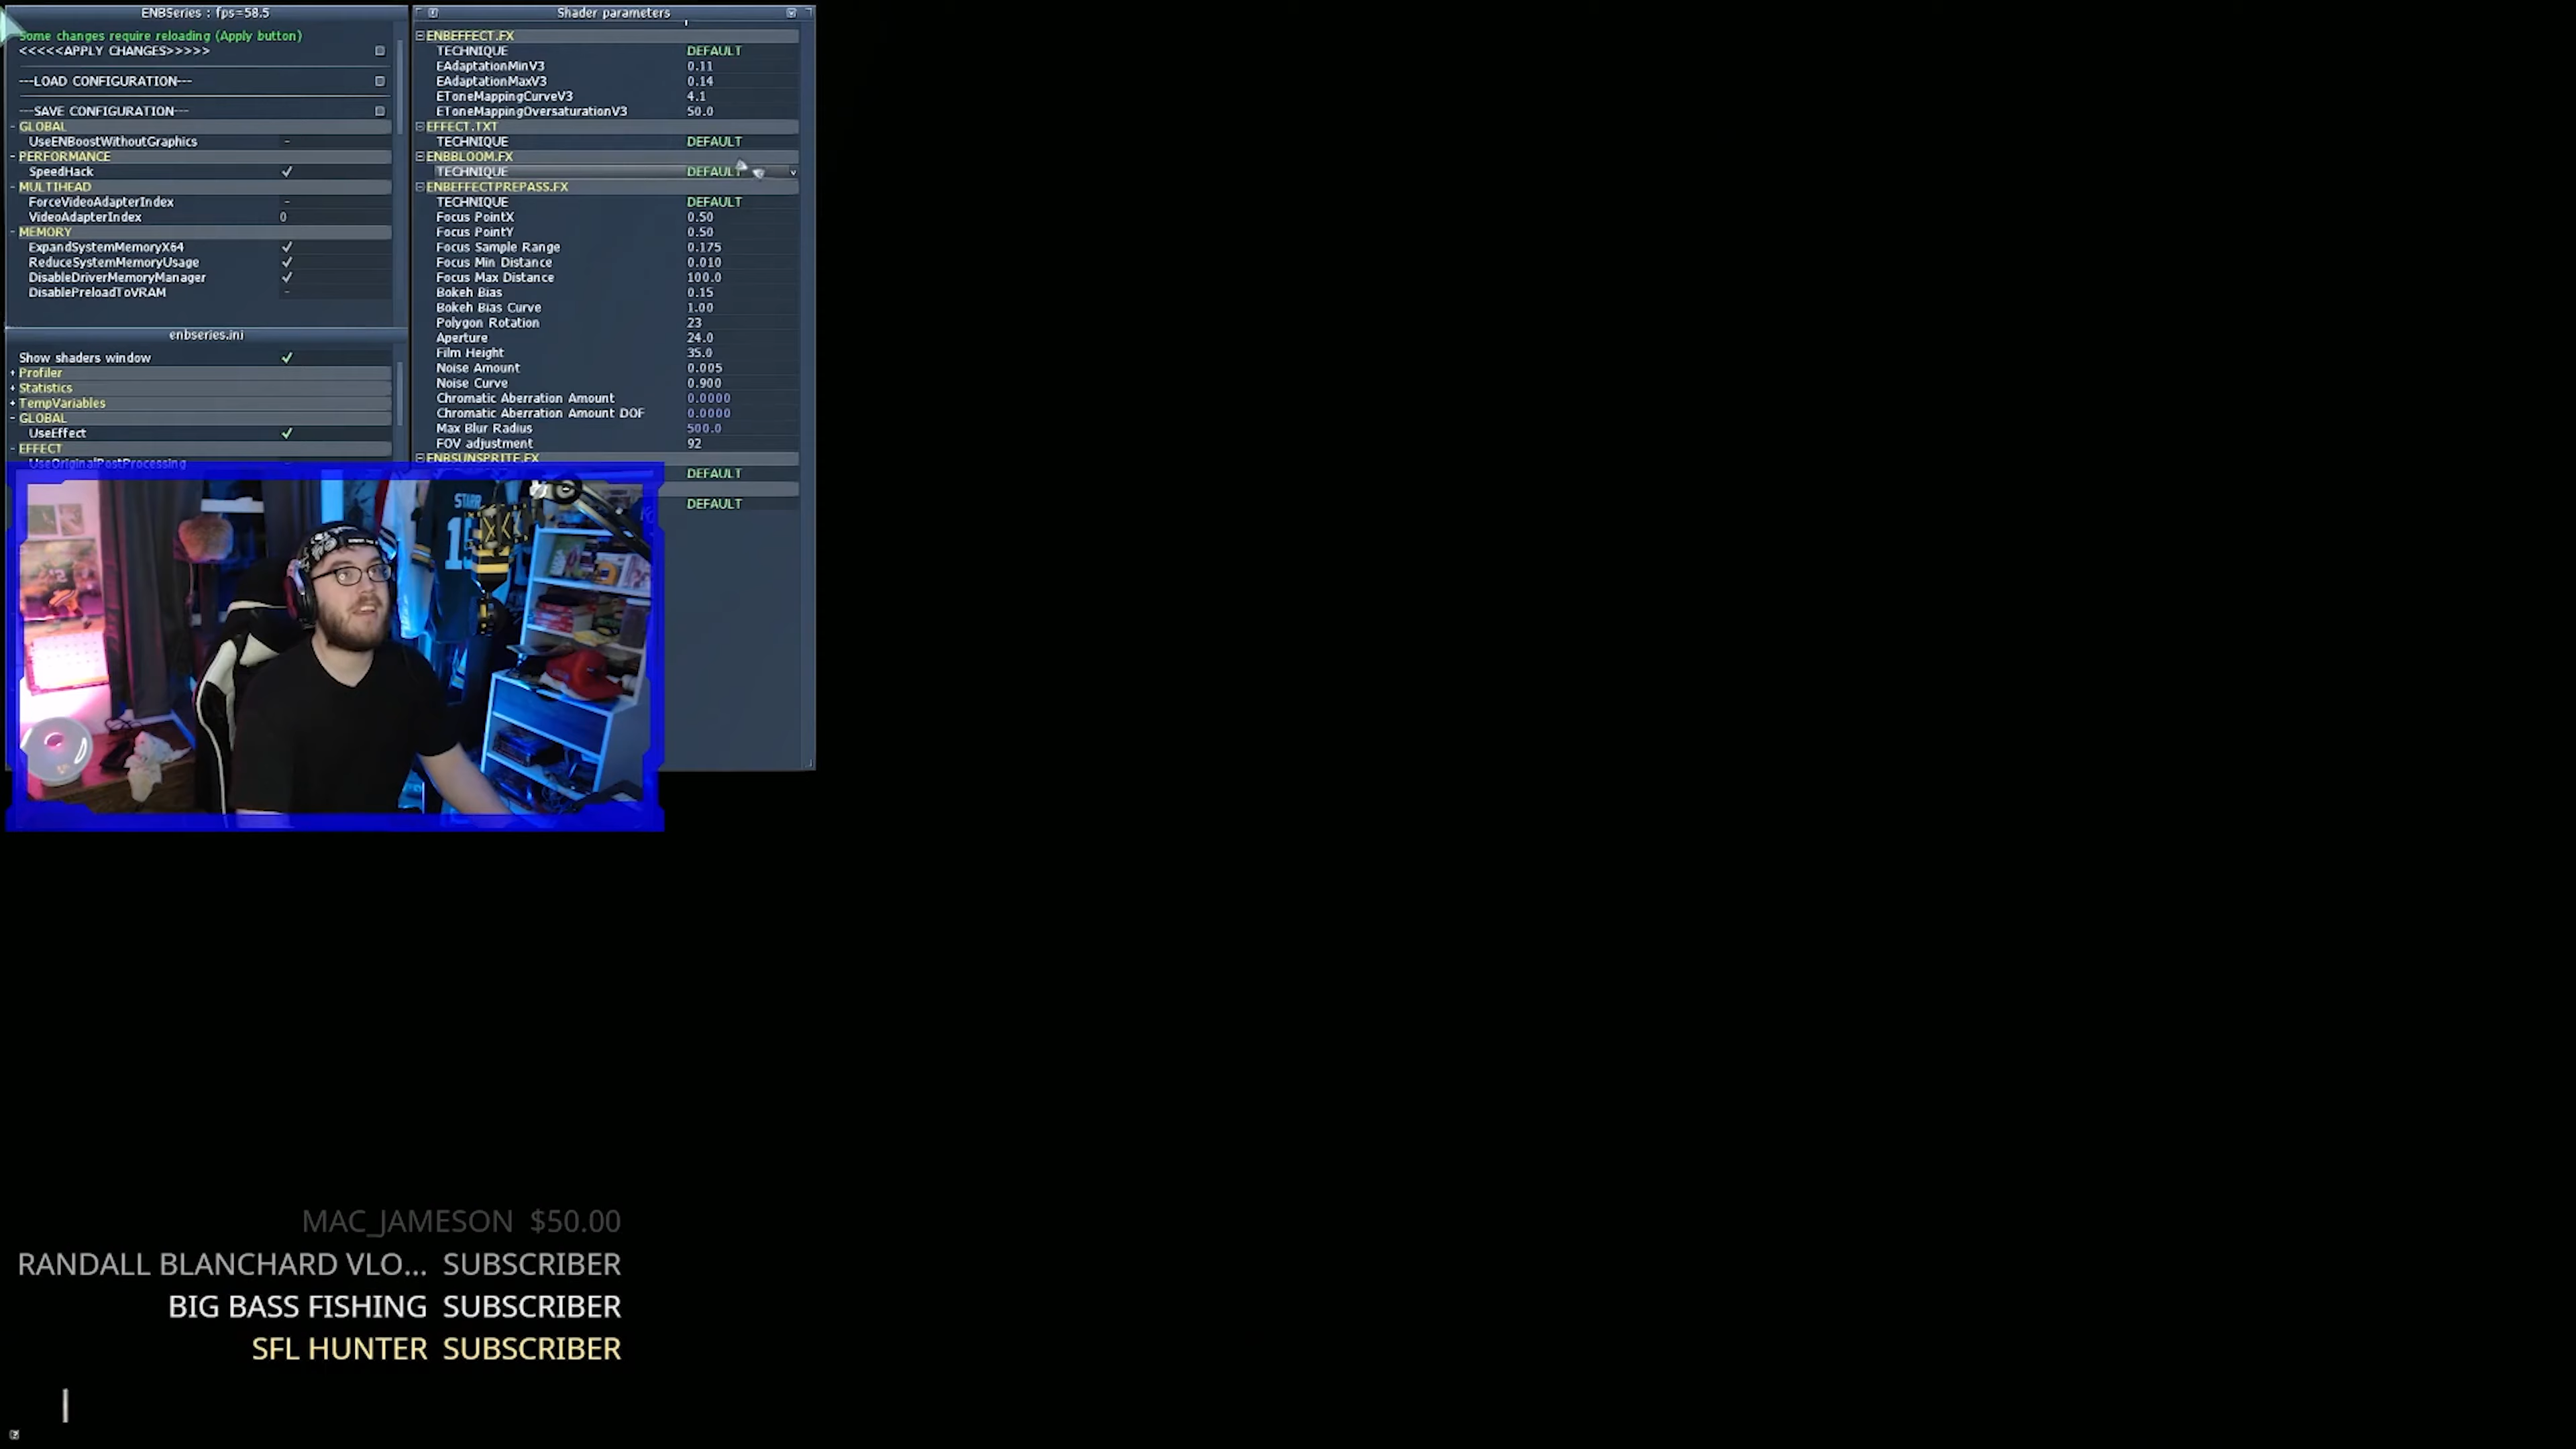 ENBSeries : fps=58.5
Some changes require reloading (Apply button)
<<<<<APPLY CHANGES>>>>>
---LOAD CONFIGURATION---
---SAVE CONFIGURATION---
- GLOBAL
UseENBoostWithoutGraphics -
- PERFORMANCE
SpeedHack ✓
- MULTIHEAD
ForceVideoAdapterIndex -
VideoAdapterIndex 0
- MEMORY
ExpandSystemMemoryX64 ✓
ReduceSystemMemoryUsage ✓
DisableDriverMemoryManager ✓
DisablePreloadToVRAM -
enbseries.ini
Show shaders window ✓
+ Profiler
+ Statistics
+ TempVariables
- GLOBAL
UseEffect ✓
- EFFECT
UseOriginalPostProcessing
Shader parameters
ENBEFFECT.FX
TECHNIQUE DEFAULT
EAdaptationMinV3 0.11
EAdaptationMaxV3 0.14
EToneMappingCurveV3 4.1
EToneMappingOversaturationV3 50.0
EFFECT.TXT
TECHNIQUE DEFAULT
ENBBLOOM.FX
TECHNIQUE DEFAULT
ENBEFFECTPREPASS.FX
TECHNIQUE DEFAULT
Focus PointX 0.50
Focus PointY 0.50
Focus Sample Range 0.175
Focus Min Distance 0.010
Focus Max Distance 100.0
Bokeh Bias 0.15
Bokeh Bias Curve 1.00
Polygon Rotation 23
Aperture 24.0
Film Height 35.0
Noise Amount 0.005
Noise Curve 0.900
Chromatic Aberration Amount 0.0000
Chromatic Aberration Amount DOF 0.0000
Max Blur Radius 500.0
FOV adjustment 92
ENBSUNSPRITE.FX
DEFAULT
DEFAULT
STARR
MAC_JAMESON $50.00
RANDALL BLANCHARD VLO... SUBSCRIBER
BIG BASS FISHING SUBSCRIBER
SFL HUNTER SUBSCRIBER